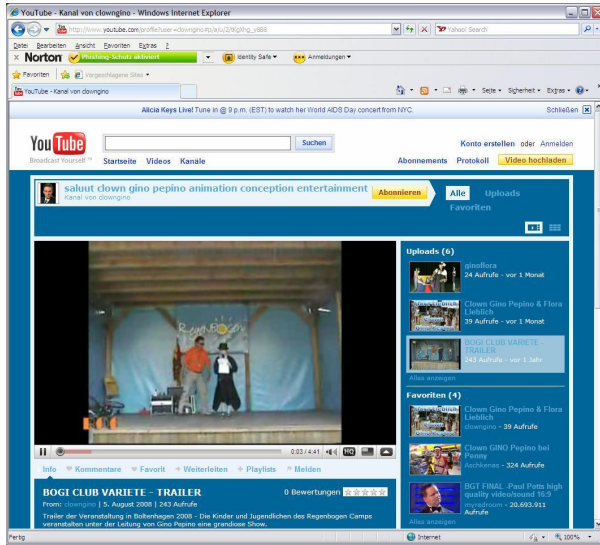 YouTube - Kanal von clowngino - Windows Internet Explorer
Yahoo! Search
Datei Bearbeiten Ansicht Favoriten Extras ?
Norton Phishing-Schutz aktiviert Identity Safe Anmeldungen
Favoriten Vorgeschlagene Sites
YouTube - Kanal von clowngino
Seite Sicherheit Extras
Alicia Keys Live! Tune in @ 9 p.m. (EST) to watch her World AIDS Day concert from NYC.
Schließen
YouTube
Suchen
Konto erstellen oder Anmelden
Broadcast Yourself ™
Startseite Videos Kanäle
Abonnements Protokoll Video hochladen
saluut clown gino pepino animation conception entertainment
Kanal von clowngino
Abonnieren
Alle Uploads
Favoriten
Regenbogen
0:03 / 4:41 HQ
Info Kommentare Favorit Weiterleiten Playlists Melden
BOGI CLUB VARIETE - TRAILER
0 Bewertungen
From: clowngino | 5. August 2008 | 243 Aufrufe
Trailer der Veranstaltung in Boltenhagen 2008 - Die Kinder und Jugendlichen des Regenbogen Camps
veranstalten unter der Leitung von Gino Pepino eine grandiose Show.
Uploads (6)
ginoflora
24 Aufrufe - vor 1 Monat
Clown Gino Pepino & Flora
Lieblich
39 Aufrufe - vor 1 Monat
BOGI CLUB VARIETE -
TRAILER
243 Aufrufe - vor 1 Jahr
Alles anzeigen
Favoriten (4)
Clown Gino Pepino & Flora
Lieblich
clowngino - 39 Aufrufe
Clown GINO Pepino bei
Penny
Aechkenas - 324 Aufrufe
BGT FINAL -Paul Potts high
quality video/sound 16:9
myredroom - 20.693.911
Aufrufe
Alles anzeigen
Fertig
Internet
100%